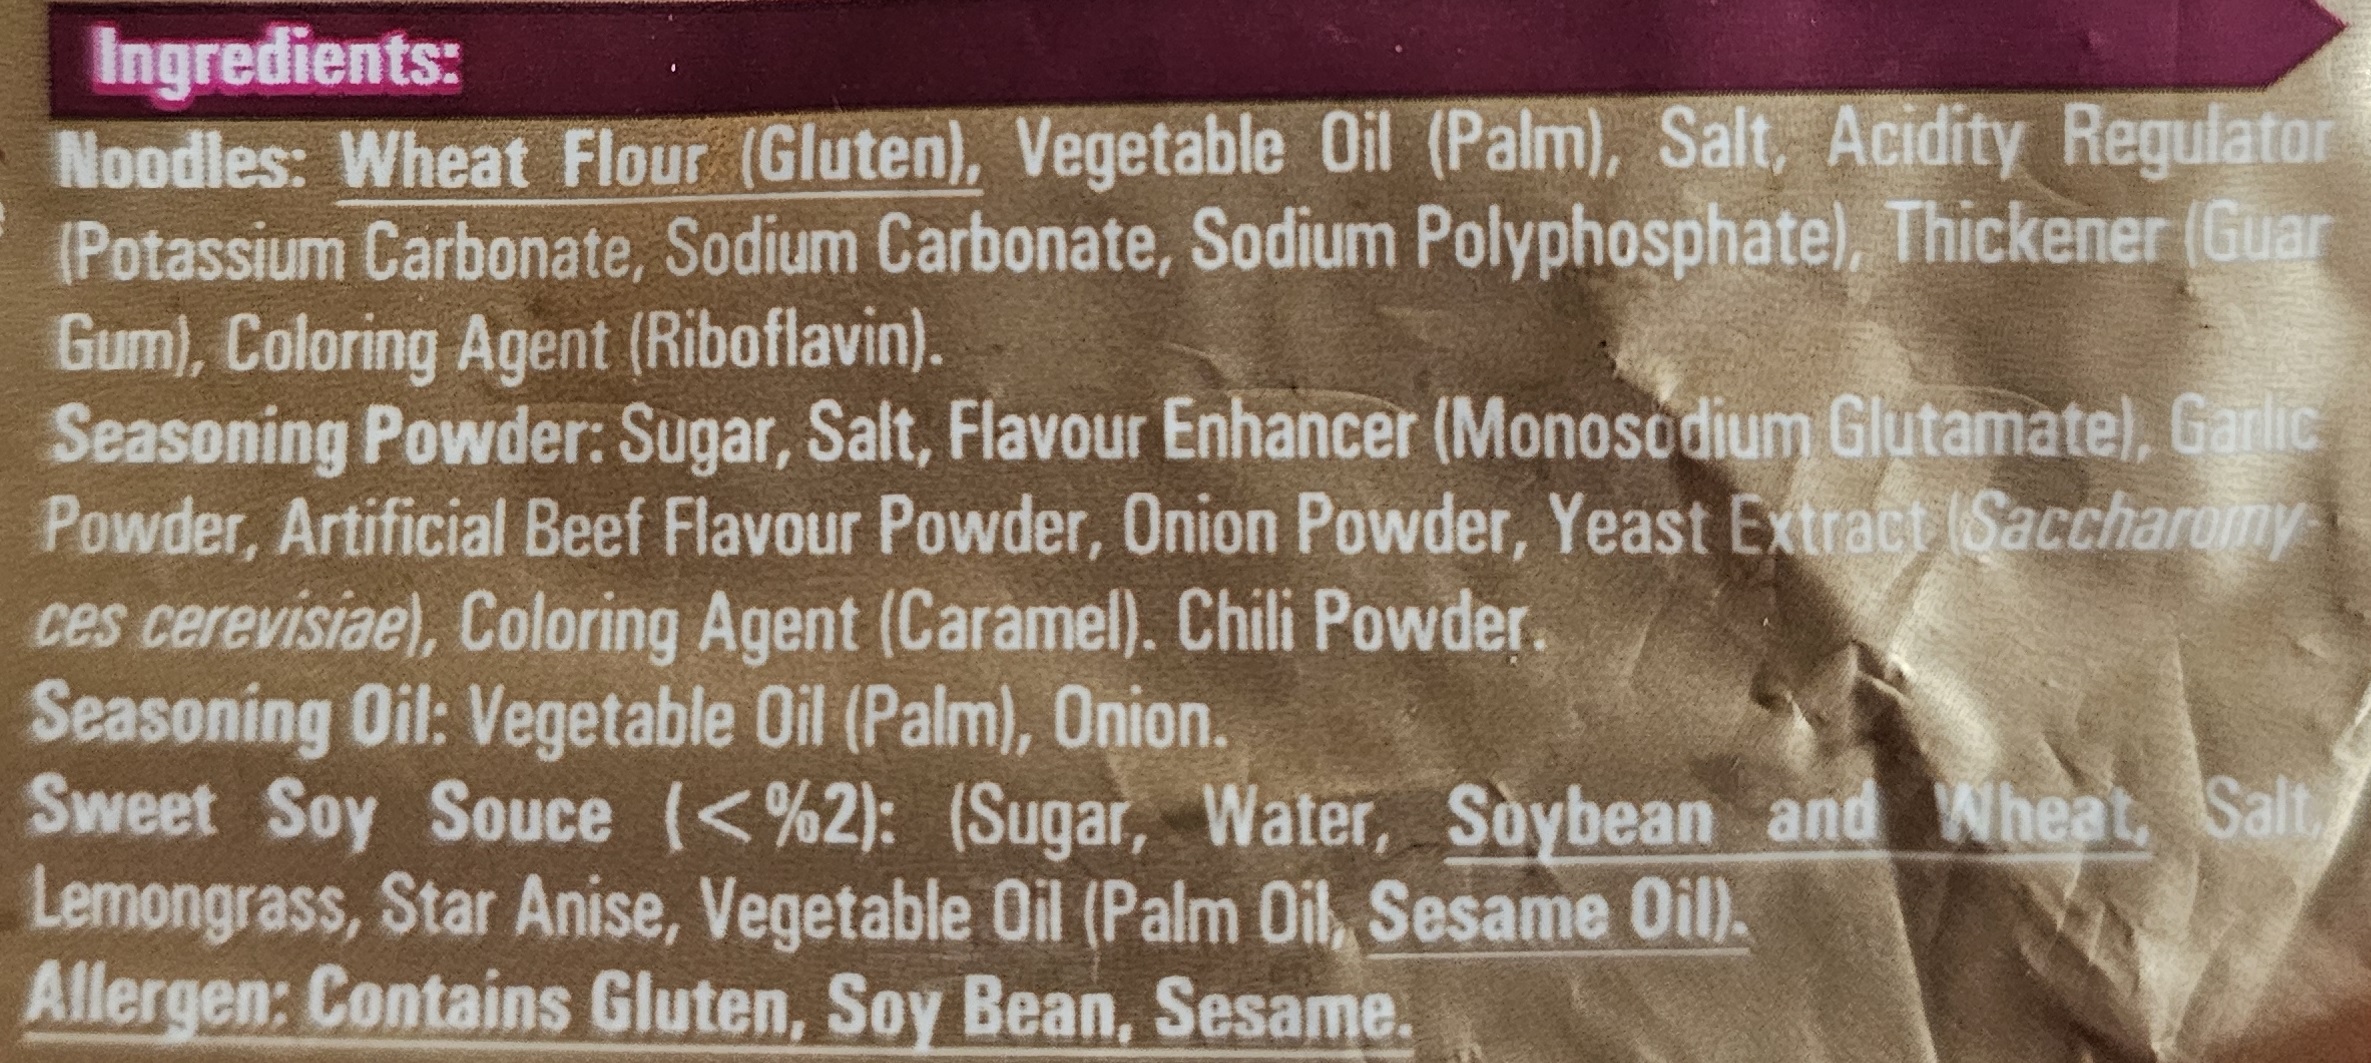 Ingredients:
Noodles: Wheat Flour (Gluten), Vegetable Oil (Palm), Salt, Acidity Regulator
(Potassium Carbonate, Sodium Carbonate, Sodium Polyphosphate), Thickener (Guar
Gum), Coloring Agent (Riboflavin).
Seasoning Powder: Sugar, Salt, Flavour Enhancer (Monosodium Glutamate), Garlic
Powder, Artificial Beef Flavour Powder, Onion Powder, Yeast Extract (Saccharomy-
ces cerevisiae), Coloring Agent (Caramel). Chili Powder.
Seasoning Oil: Vegetable Oil (Palm), Onion.
Sweet Soy Souce (<%2): (Sugar, Water, Soybean and Wheat, Salt,
Lemongrass, Star Anise, Vegetable Oil (Palm Oil, Sesame Oil).
Allergen: Contains Gluten, Soy Bean, Sesame.